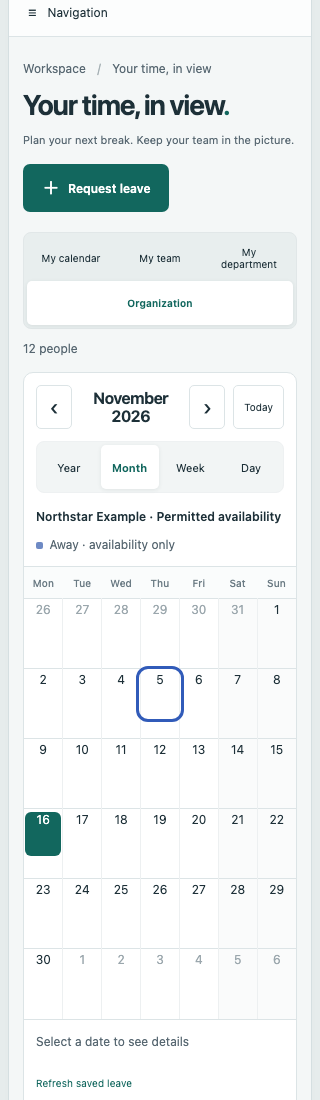 ≡ Navigation
Workspace / Your time, in view
Your time, in view.
Plan your next break. Keep your team in the picture.
+ Request leave
My calendar My team My department
Organization
12 people
‹ November 2026 › Today
Year Month Week Day
Northstar Example · Permitted availability
Away · availability only
Mon Tue Wed Thu Fri Sat Sun
26 27 28 29 30 31 1
2 3 4 5 6 7 8
9 10 11 12 13 14 15
16 17 18 19 20 21 22
23 24 25 26 27 28 29
30 1 2 3 4 5 6
Select a date to see details
Refresh saved leave